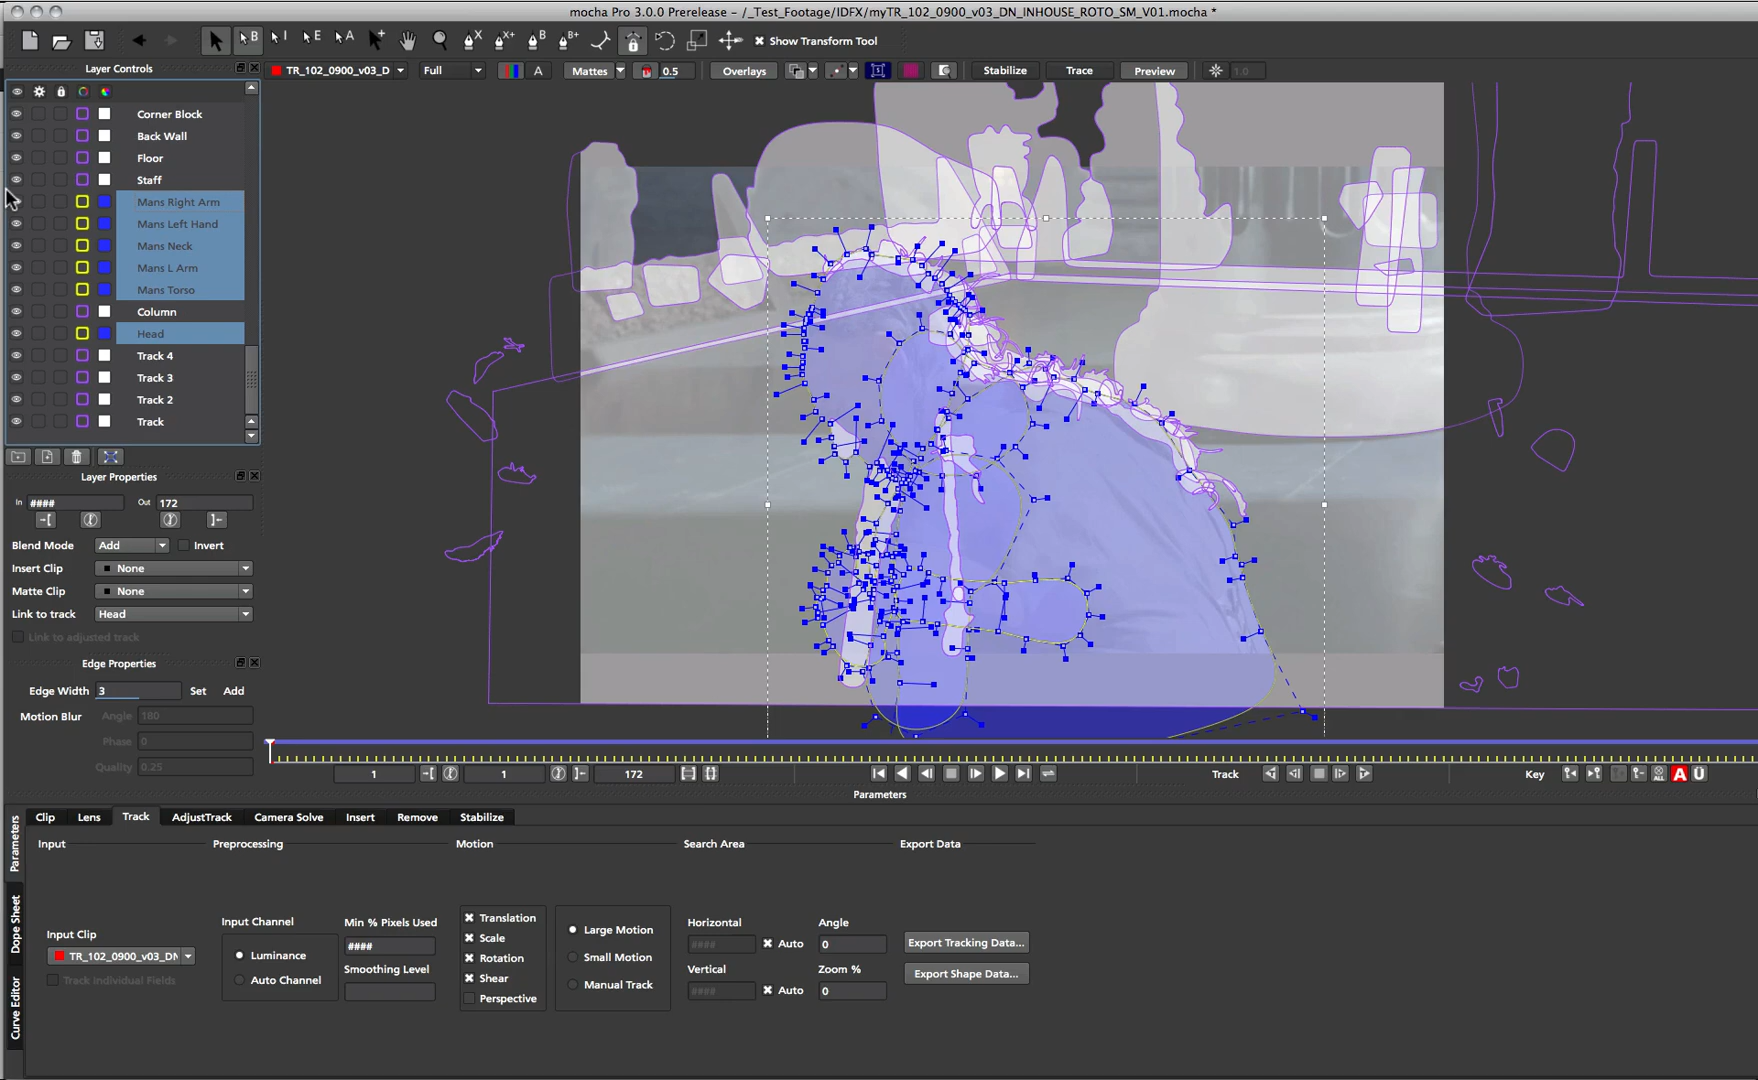 mocha Pro 3.0.0 Prerelease - /_Test_Footage/IDFX/myTR_102_0900_v03_DN_INHOUSE_ROTO_SM_V01.mocha *
B I E A X X+ B B+ Show Transform Tool
Layer Controls
TR_102_0900_v03_D Full A Mattes 0.5 Overlays Stabilize Trace Preview 1.0
Corner Block
Back Wall
Floor
Staff
Mans Right Arm
Mans Left Hand
Mans Neck
Mans L Arm
Mans Torso
Column
Head
Track 4
Track 3
Track 2
Track
Layer Properties
In #### Out 172
Blend Mode Add Invert
Insert Clip None
Matte Clip None
Link to track Head
Link to adjusted track
Edge Properties
Edge Width 3 Set Add
Motion Blur Angle 180
Phase 0
Quality 0.25
1 1 172 Track Key ALL A Ü
Parameters
Parameters
Dope Sheet
Curve Editor
Clip Lens Track AdjustTrack Camera Solve Insert Remove Stabilize
Input Preprocessing Motion Search Area Export Data
Input Clip
TR_102_0900_v03_DN
Track Individual Fields
Input Channel
Luminance
Auto Channel
Min % Pixels Used
####
Smoothing Level
Translation
Scale
Rotation
Shear
Perspective
Large Motion
Small Motion
Manual Track
Horizontal Angle
#### Auto 0
Vertical Zoom %
#### Auto 0
Export Tracking Data...
Export Shape Data...